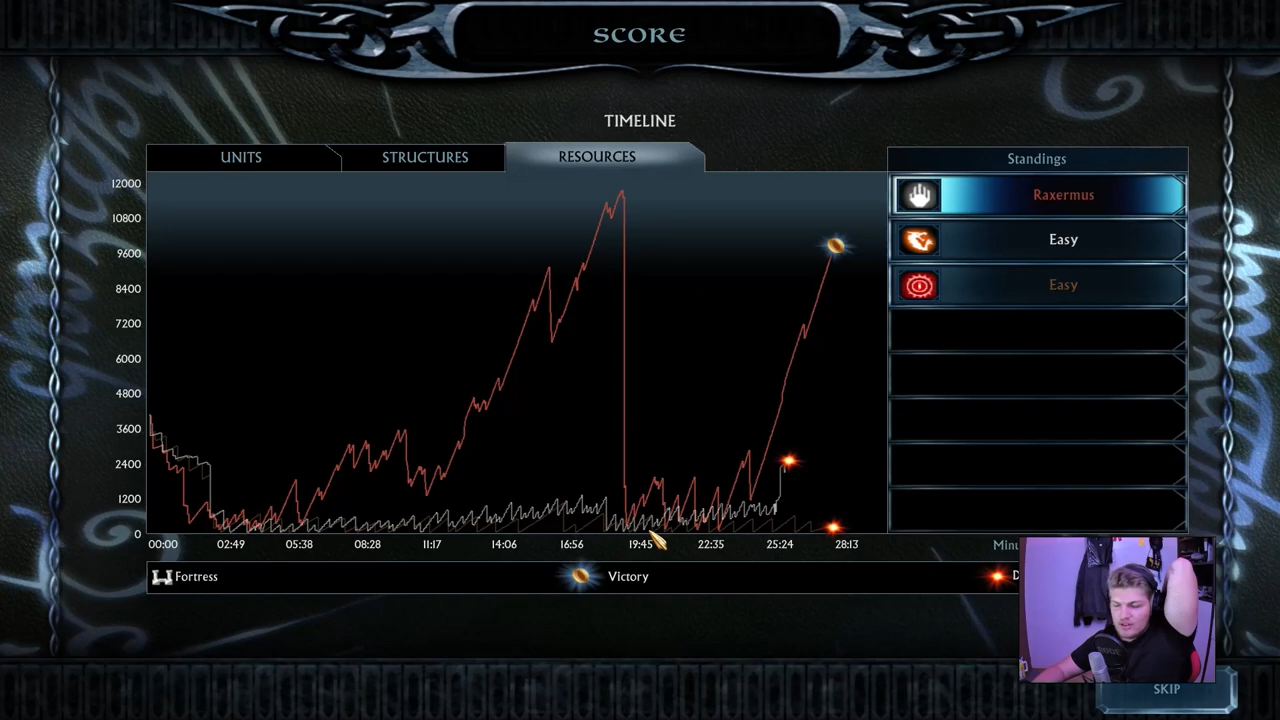 SCORE
TIMELINE
UNITS
STRUCTURES
RESOURCES
Standings
12000
10800
9600
8400
7200
6000
4800
3600
2400
1200
0
Raxermus
Easy
Easy
00:00
02:49
05:38
08:28
11:17
14:06
16:56
19:45
22:35
25:24
28:13
Fortress
Victory
SKIP